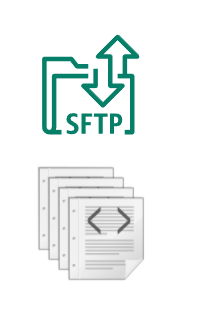 SFTP
< >